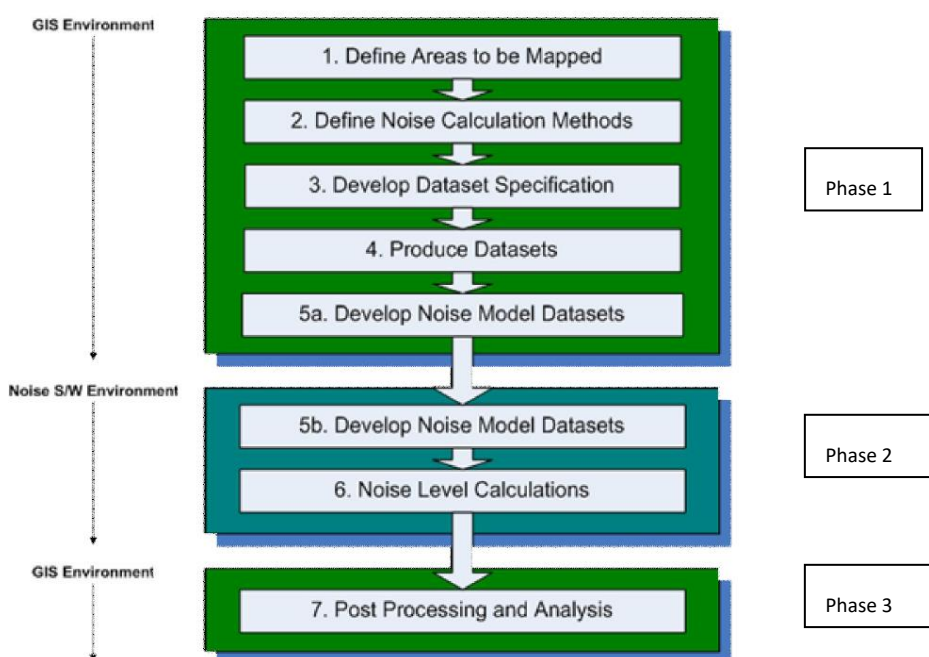 GIS Environment
1. Define Areas to be Mapped
2. Define Noise Calculation Methods
3. Develop Dataset Specification
Phase 1
4. Produce Datasets
5a. Develop Noise Model Datasets
Noise S/W Environment
5b. Develop Noise Model Datasets
Phase 2
6. Noise Level Calculations
GIS Environment
7. Post Processing and Analysis
Phase 3